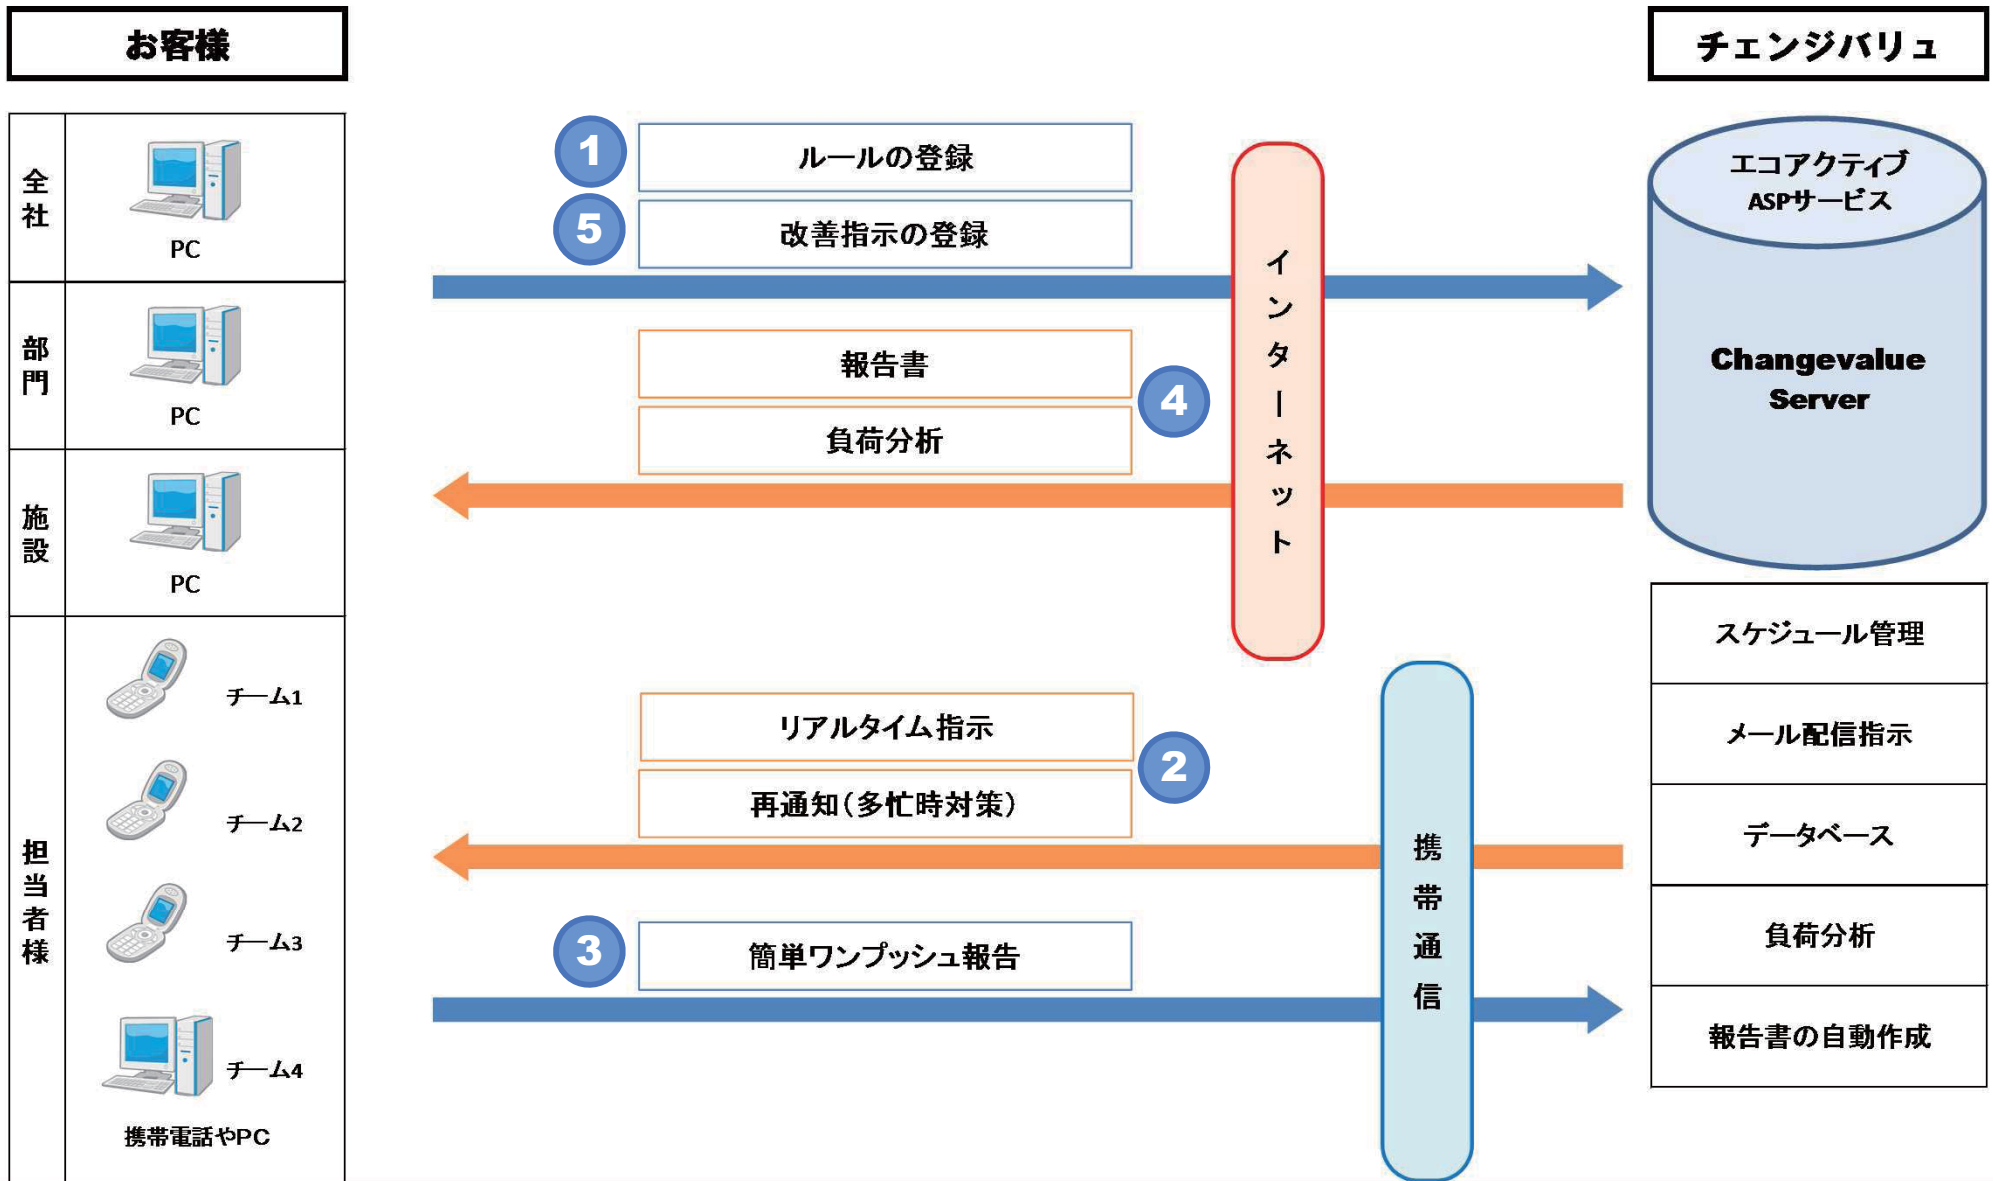 お客様
チェンジバリュ
全社
PC
部門
PC
施設
PC
担当者様
チーム1
チーム2
チーム3
チーム4
携帯電話やPC
1
ルールの登録
5
改善指示の登録
報告書
4
負荷分析
インターネット
リアルタイム指示
2
再通知(多忙時対策)
3
簡単ワンプッシュ報告
携帯通信
エコアクティブ
ASPサービス
Changevalue
Server
スケジュール管理
メール配信指示
データベース
負荷分析
報告書の自動作成